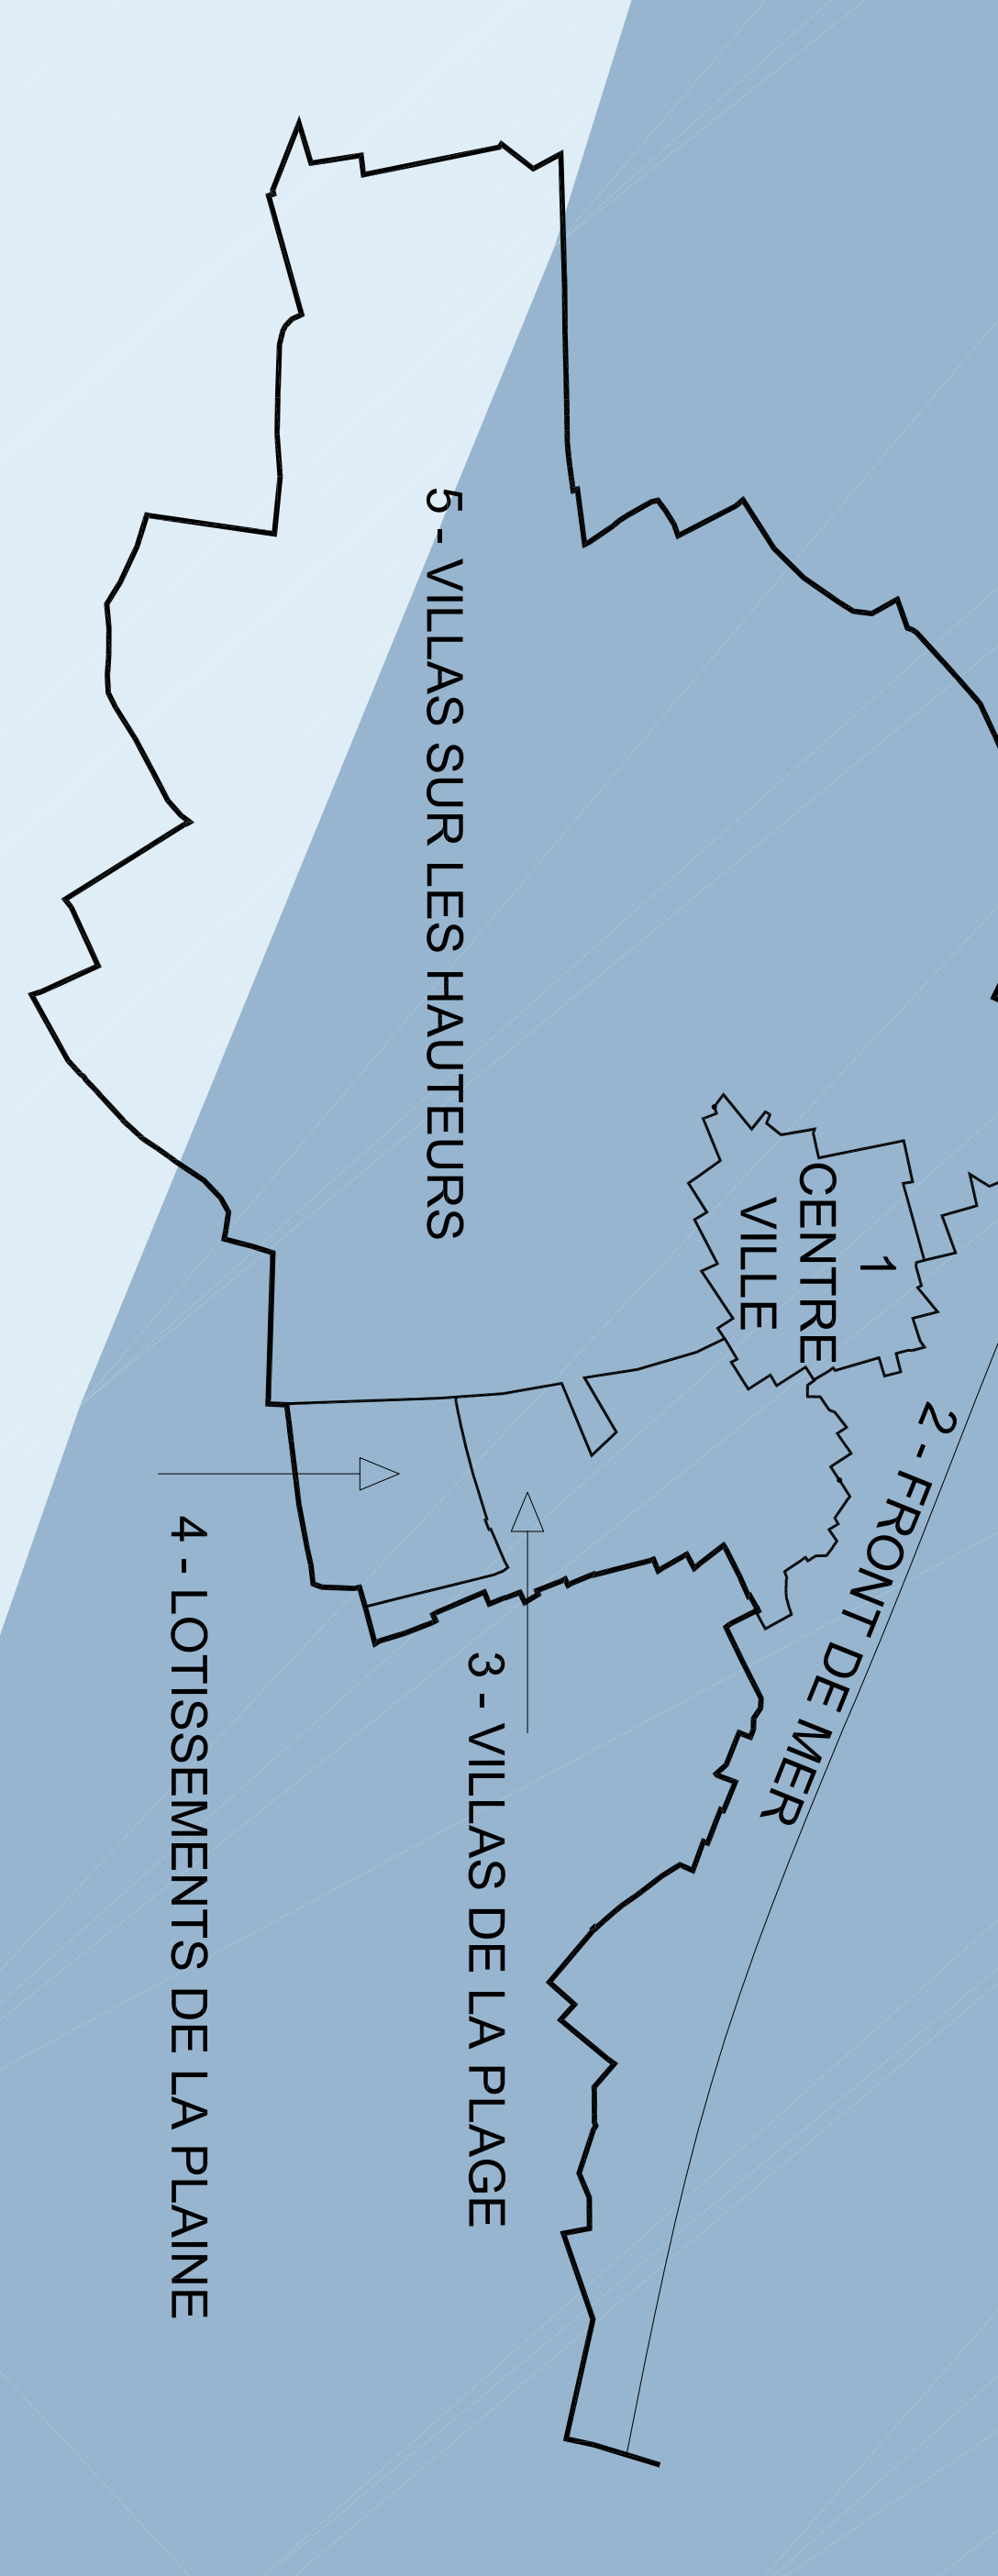 2 - FRONT DE MER
1
CENTRE
VILLE
3 - VILLAS DE LA PLAGE
5 - VILLAS SUR LES HAUTEURS
4 - LOTISSEMENTS DE LA PLAINE